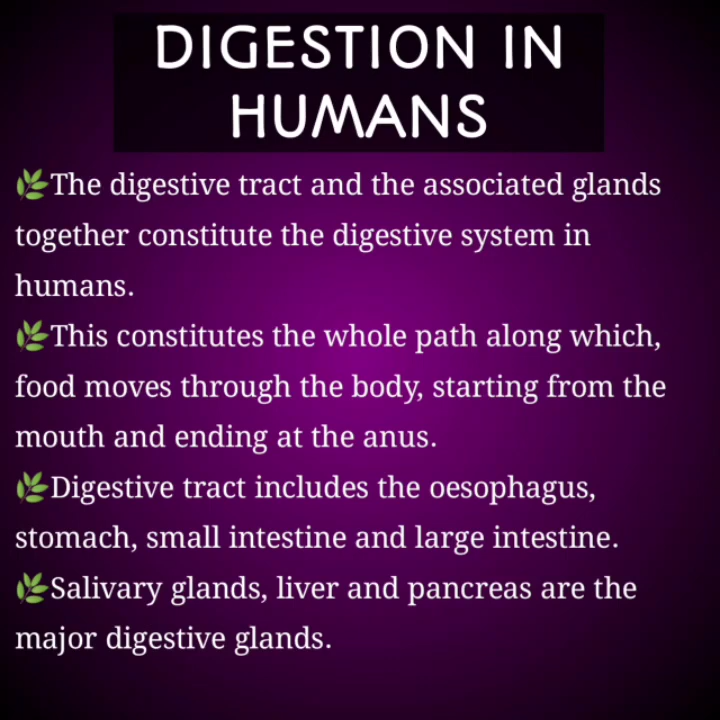 DIGESTION IN
HUMANS
🌿The digestive tract and the associated glands
together constitute the digestive system in
humans.
🌿This constitutes the whole path along which,
food moves through the body, starting from the
mouth and ending at the anus.
🌿Digestive tract includes the oesophagus,
stomach, small intestine and large intestine.
🌿Salivary glands, liver and pancreas are the
major digestive glands.